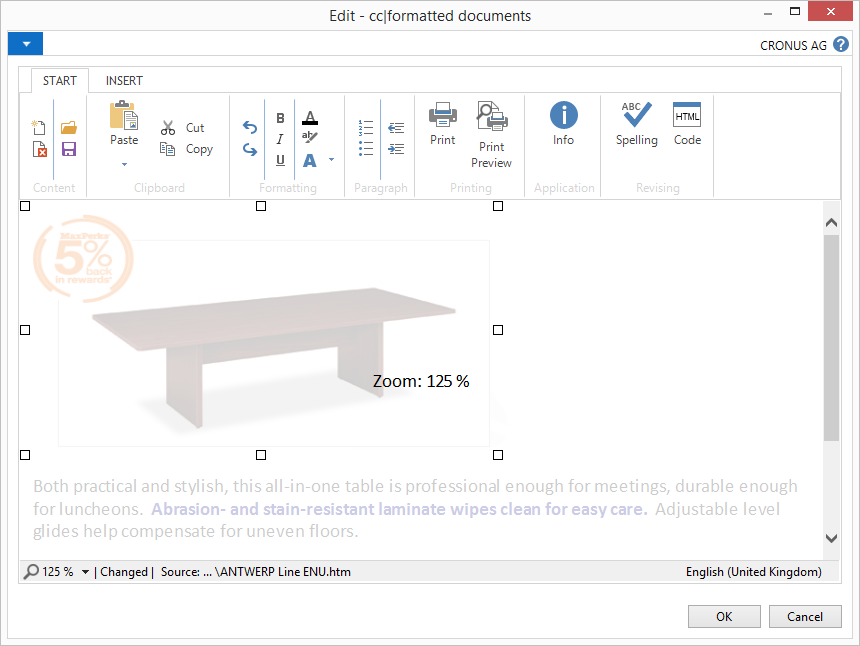 Edit - cc|formatted documents
CRONUS AG ?
START INSERT
Paste
Cut
Copy
B
I
U
A
ab
A
1
2
3
Print
Print
Preview
i
Info
ABC
Spelling
HTML
Code
Content Clipboard Formatting Paragraph Printing Application Revising
MaxPerks
5%
back
in rewards*
Zoom: 125 %
Both practical and stylish, this all-in-one table is professional enough for meetings, durable enough
for luncheons. Abrasion- and stain-resistant laminate wipes clean for easy care. Adjustable level
glides help compensate for uneven floors.
125 % | Changed | Source: ... \ANTWERP Line ENU.htm English (United Kingdom)
OK Cancel